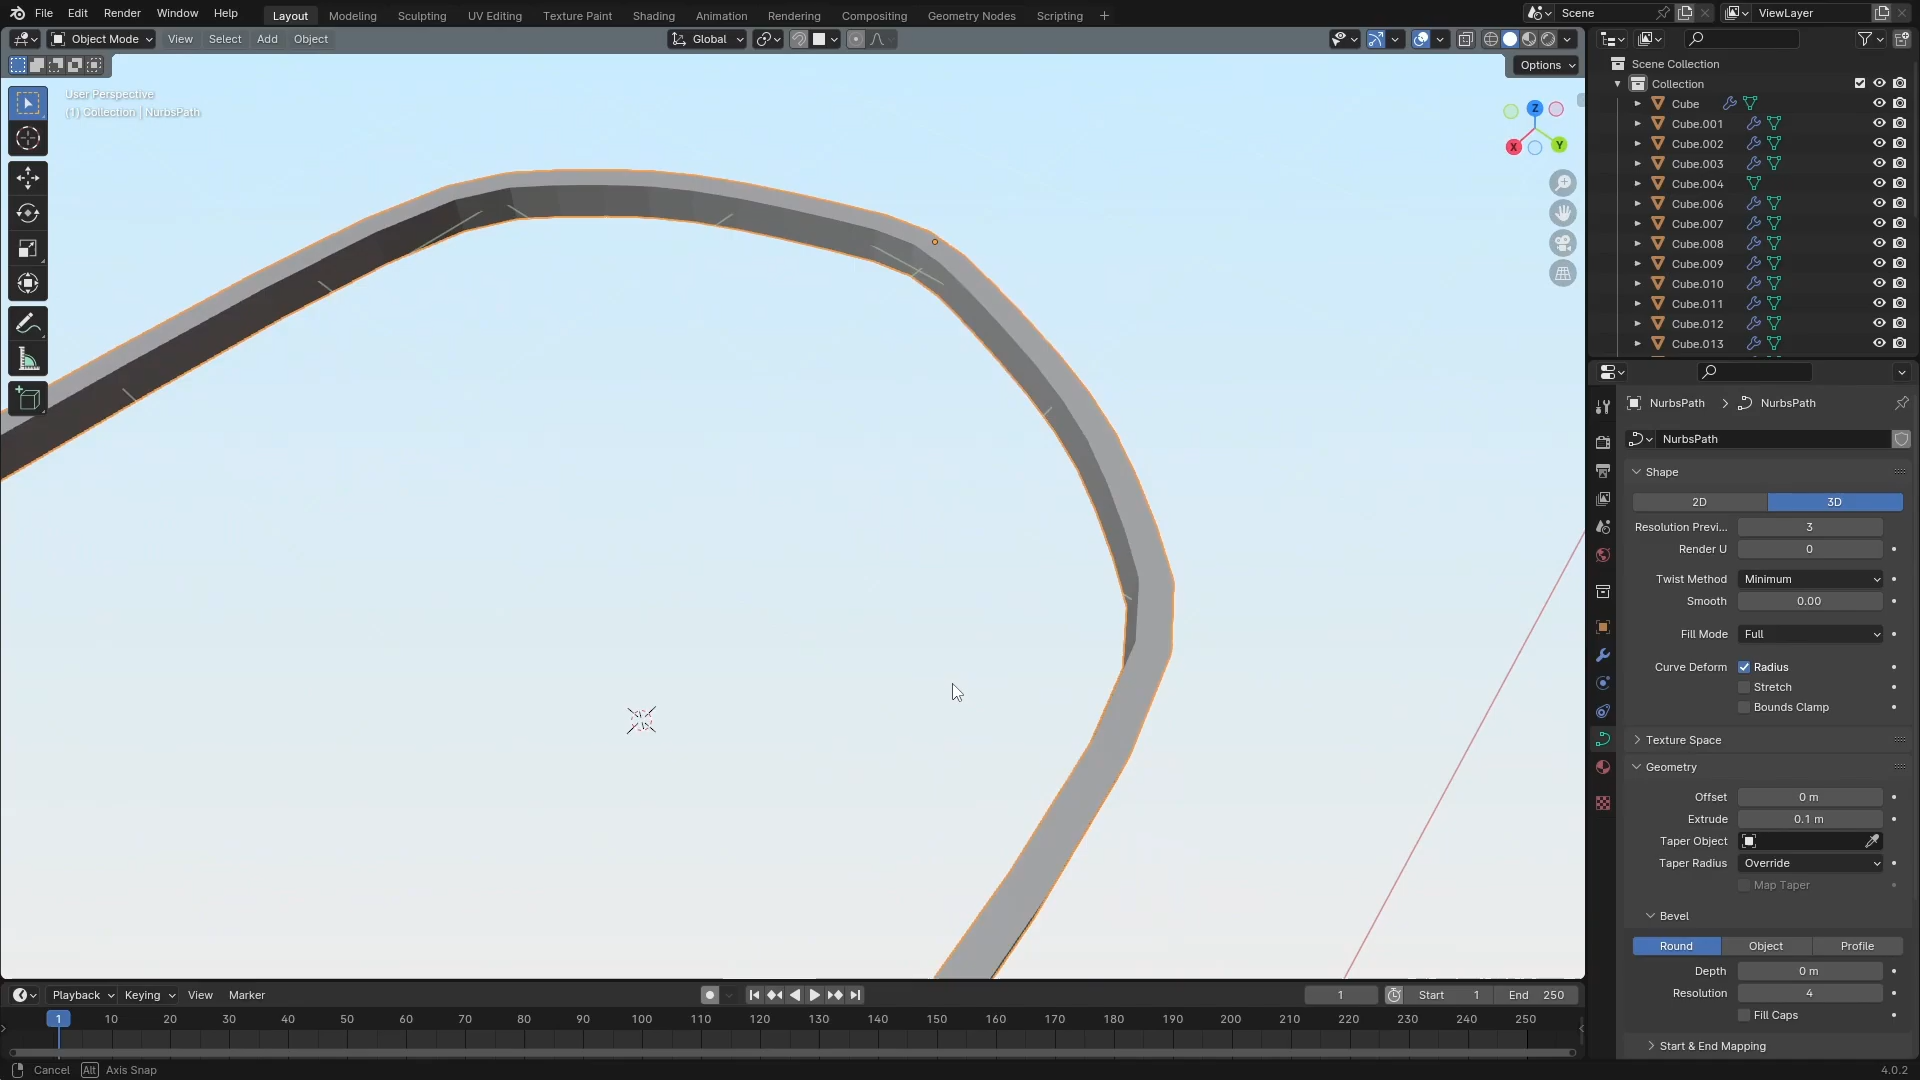 File Edit Render Window Help Layout Modeling Sculpting UV Editing Texture Paint Shading Animation Rendering Compositing Geometry Nodes Scripting + Scene ViewLayer
Object Mode View Select Add Object Global
Options
User Perspective
(1) Collection | NurbsPath
Z
X
Y
Scene Collection
Collection
Cube
Cube.001
Cube.002
Cube.003
Cube.004
Cube.006
Cube.007
Cube.008
Cube.009
Cube.010
Cube.011
Cube.012
Cube.013
NurbsPath > NurbsPath
NurbsPath
Shape
2D 3D
Resolution Previ... 3
Render U 0
Twist Method Minimum
Smooth 0.00
Fill Mode Full
Curve Deform Radius
Stretch
Bounds Clamp
Texture Space
Geometry
Offset 0 m
Extrude 0.1 m
Taper Object
Taper Radius Override
Map Taper
Bevel
Round Object Profile
Depth 0 m
Resolution 4
Fill Caps
Start & End Mapping
Playback Keying View Marker 1 Start 1 End 250
1 10 20 30 40 50 60 70 80 90 100 110 120 130 140 150 160 170 180 190 200 210 220 230 240 250
Cancel Alt Axis Snap 4.0.2